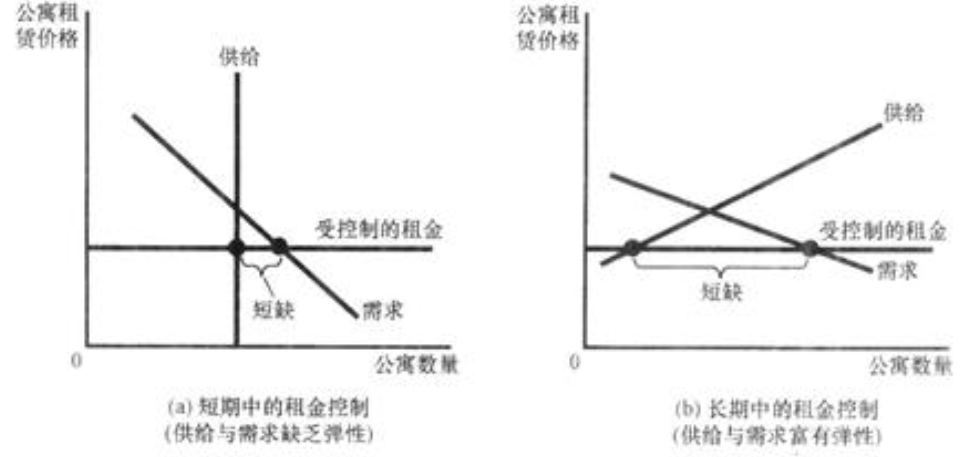 公寓租
赁价格
供给
受控制的租金
短缺
需求
0
公寓数量
(a) 短期中的租金控制
(供给与需求缺乏弹性)
公寓租
赁价格
供给
受控制的租金
需求
短缺
0
公寓数量
(b) 长期中的租金控制
(供给与需求富有弹性)